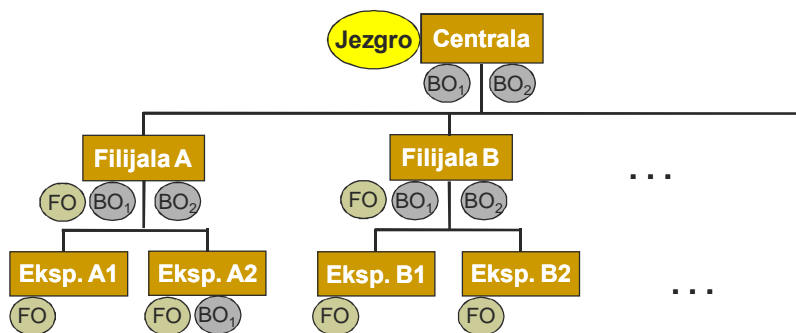 Jezgro Centrala
BO₁ BO₂
Filijala A Filijala B
. . .
FO BO₁ BO₂ FO BO₁ BO₂
Eksp. A1 Eksp. A2 Eksp. B1 Eksp. B2
. . .
FO FO BO₁ FO FO